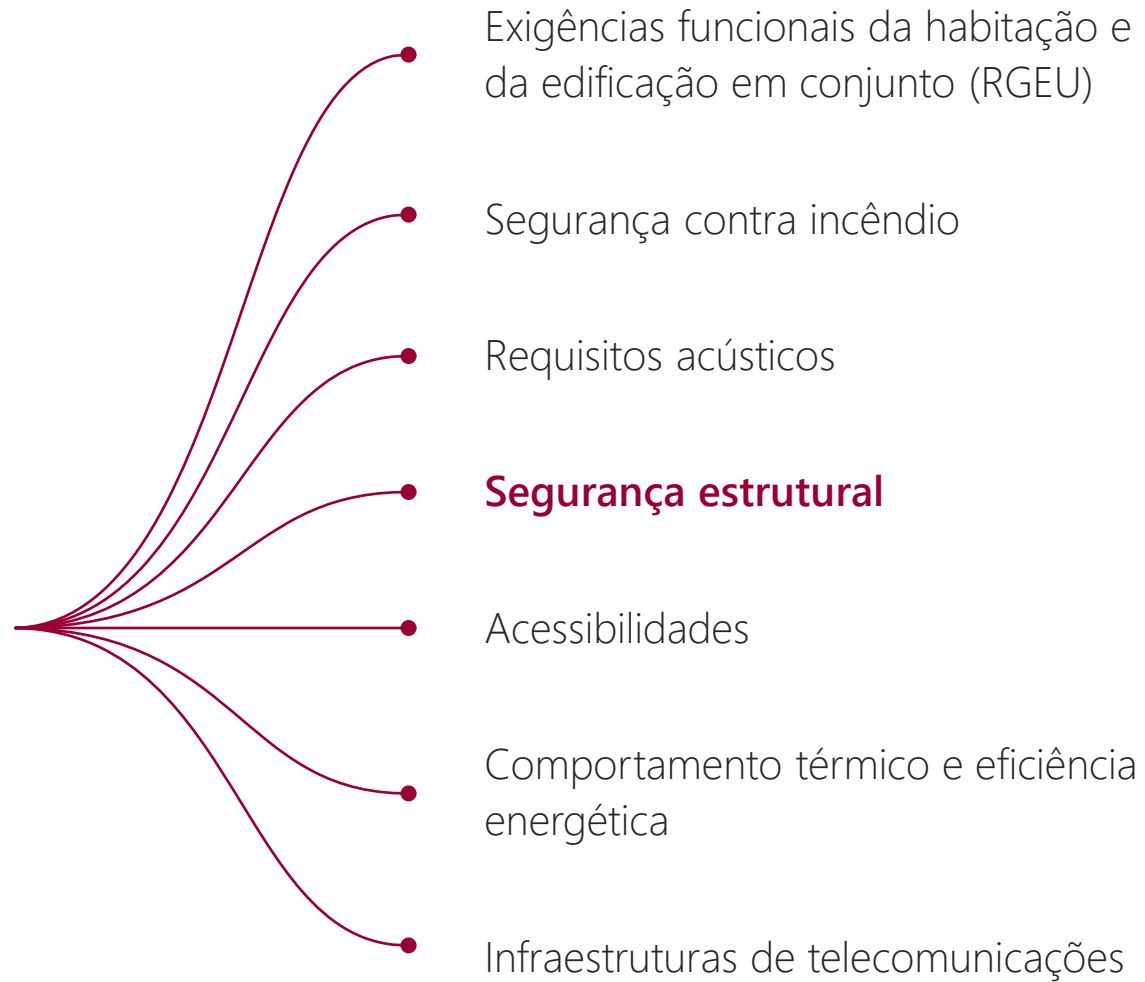 Exigências funcionais da habitação e
da edificação em conjunto (RGEU)
Segurança contra incêndio
Requisitos acústicos
Segurança estrutural
Acessibilidades
Comportamento térmico e eficiência
energética
Infraestruturas de telecomunicações